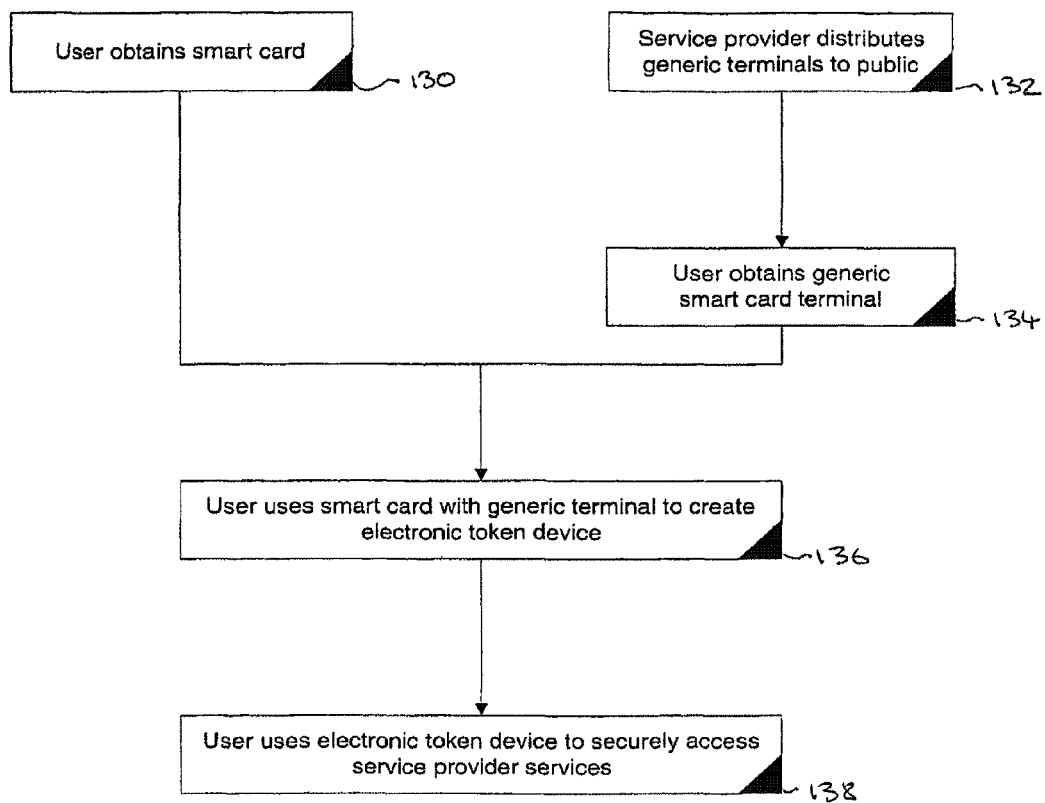 User obtains smart card
130
Service provider distributes
generic terminals to public
132
User obtains generic
smart card terminal
134
User uses smart card with generic terminal to create
electronic token device
136
User uses electronic token device to securely access
service provider services
138